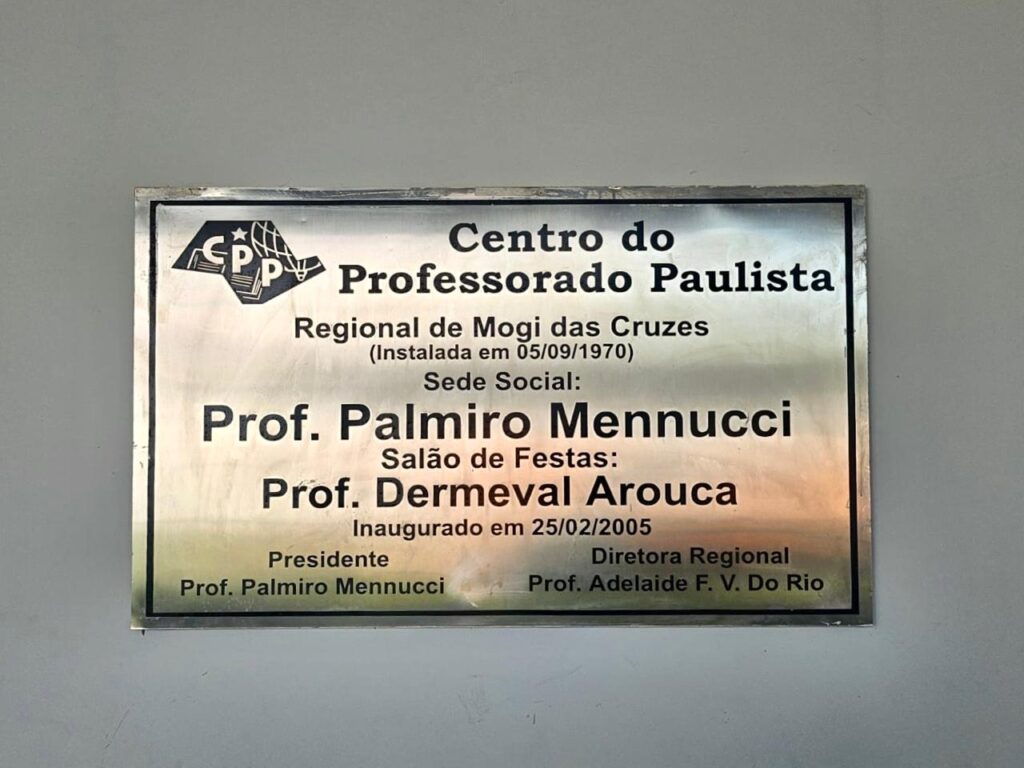 CPP
Centro do
Professorado Paulista
Regional de Mogi das Cruzes
(Instalada em 05/09/1970)
Sede Social:
Prof. Palmiro Mennucci
Salão de Festas:
Prof. Dermeval Arouca
Inaugurado em 25/02/2005
Presidente
Prof. Palmiro Mennucci
Diretora Regional
Prof. Adelaide F. V. Do Rio